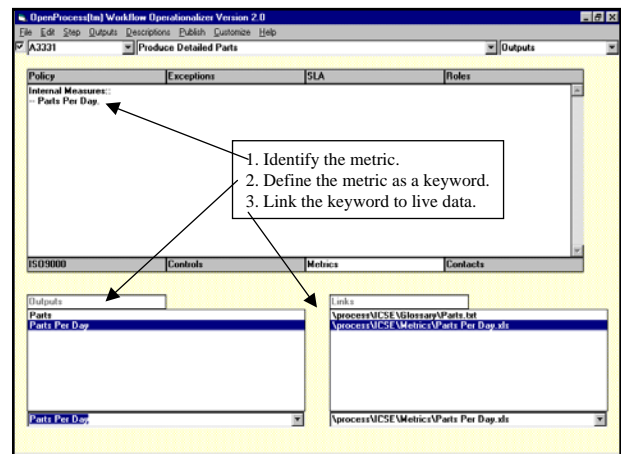 OpenProcess(tm) Workflow Operationalizer Version 2.0
File Edit Step Outputs Descriptions Publish Customize Help
A3331 Produce Detailed Parts Outputs
Policy Exceptions SLA Roles
Internal Measures::
-- Parts Per Day.
1. Identify the metric.
2. Define the metric as a keyword.
3. Link the keyword to live data.
ISO9000 Controls Metrics Contacts
Outputs Links
Parts \process\ICSE\Glossary\Parts.txt
Parts Per Day \process\ICSE\Metrics\Parts Per Day.xls
Parts Per Day \process\ICSE\Metrics\Parts Per Day.xls